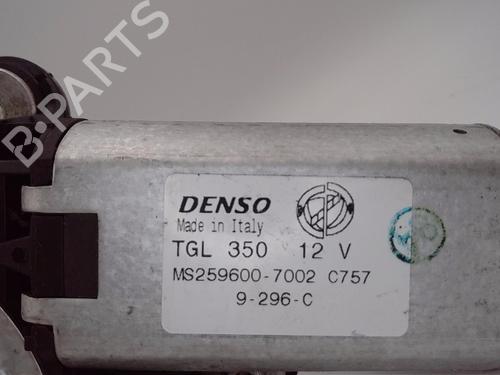 B-PARTS
DENSO
Made in Italy
TGL 350 12 V
MS259600-7002 C757
9-296-C